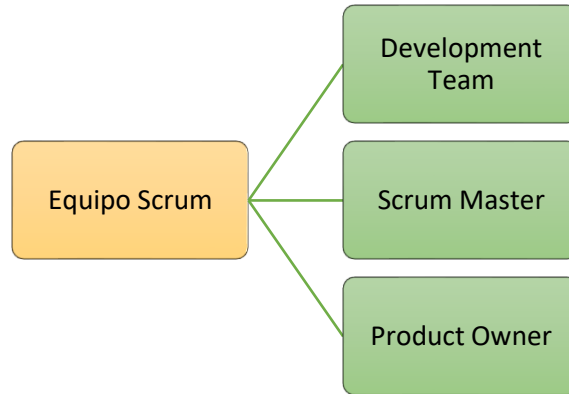 Equipo Scrum
Development
Team
Scrum Master
Product Owner